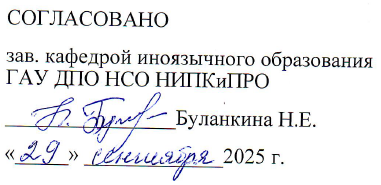 СОГЛАСОВАНО
зав. кафедрой иноязычного образования
ГАУ ДПО НСО НИПКиПРО
Буланкина Н.Е.
«29» сентября 2025 г.